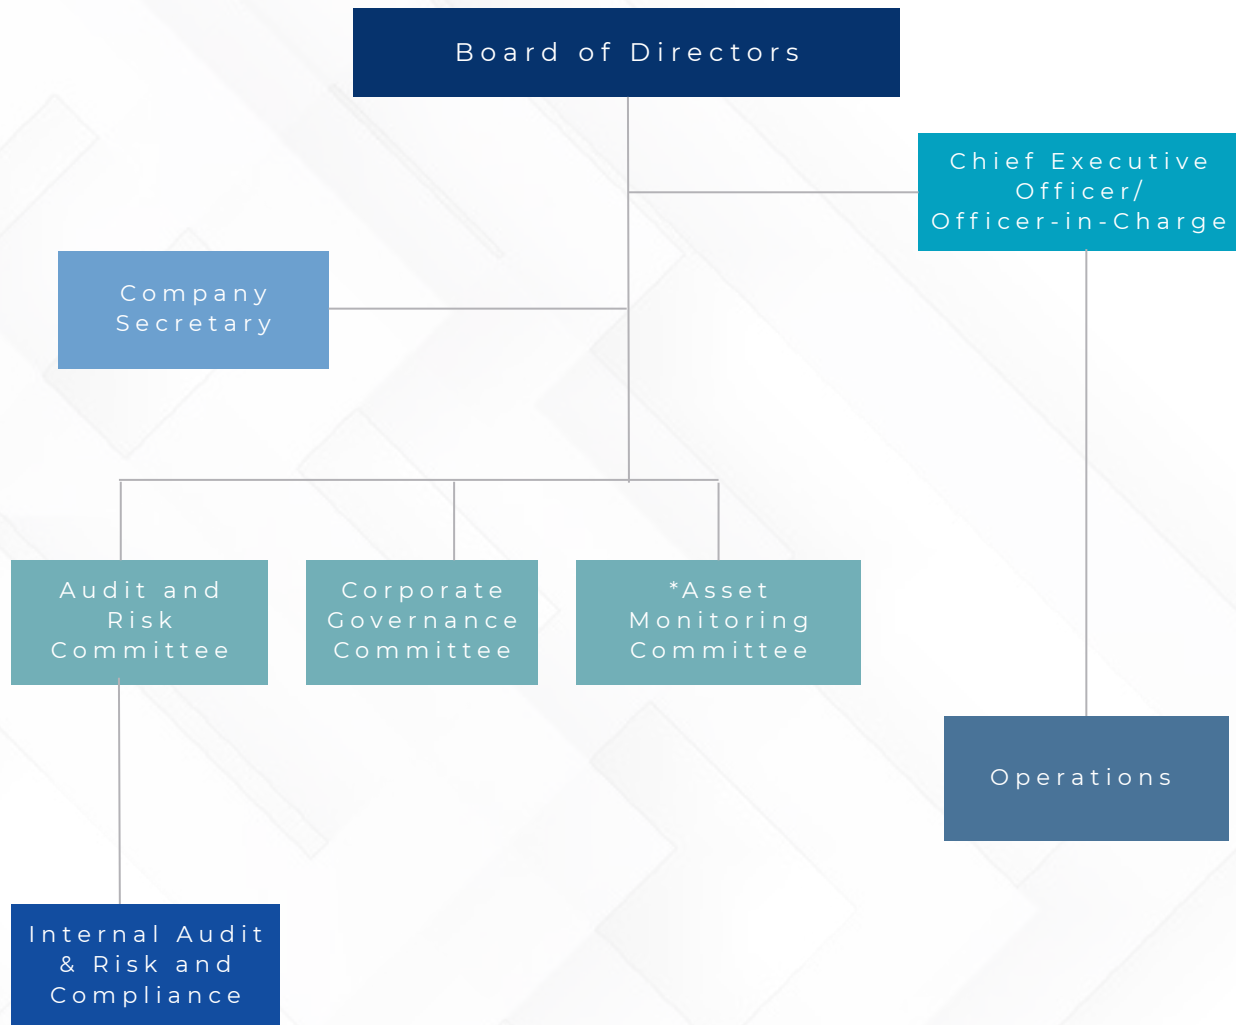 Board of Directors
Chief Executive
Officer/
Officer-in-Charge
Company
Secretary
Audit and
Risk
Committee
Corporate
Governance
Committee
*Asset
Monitoring
Committee
Operations
Internal Audit
& Risk and
Compliance